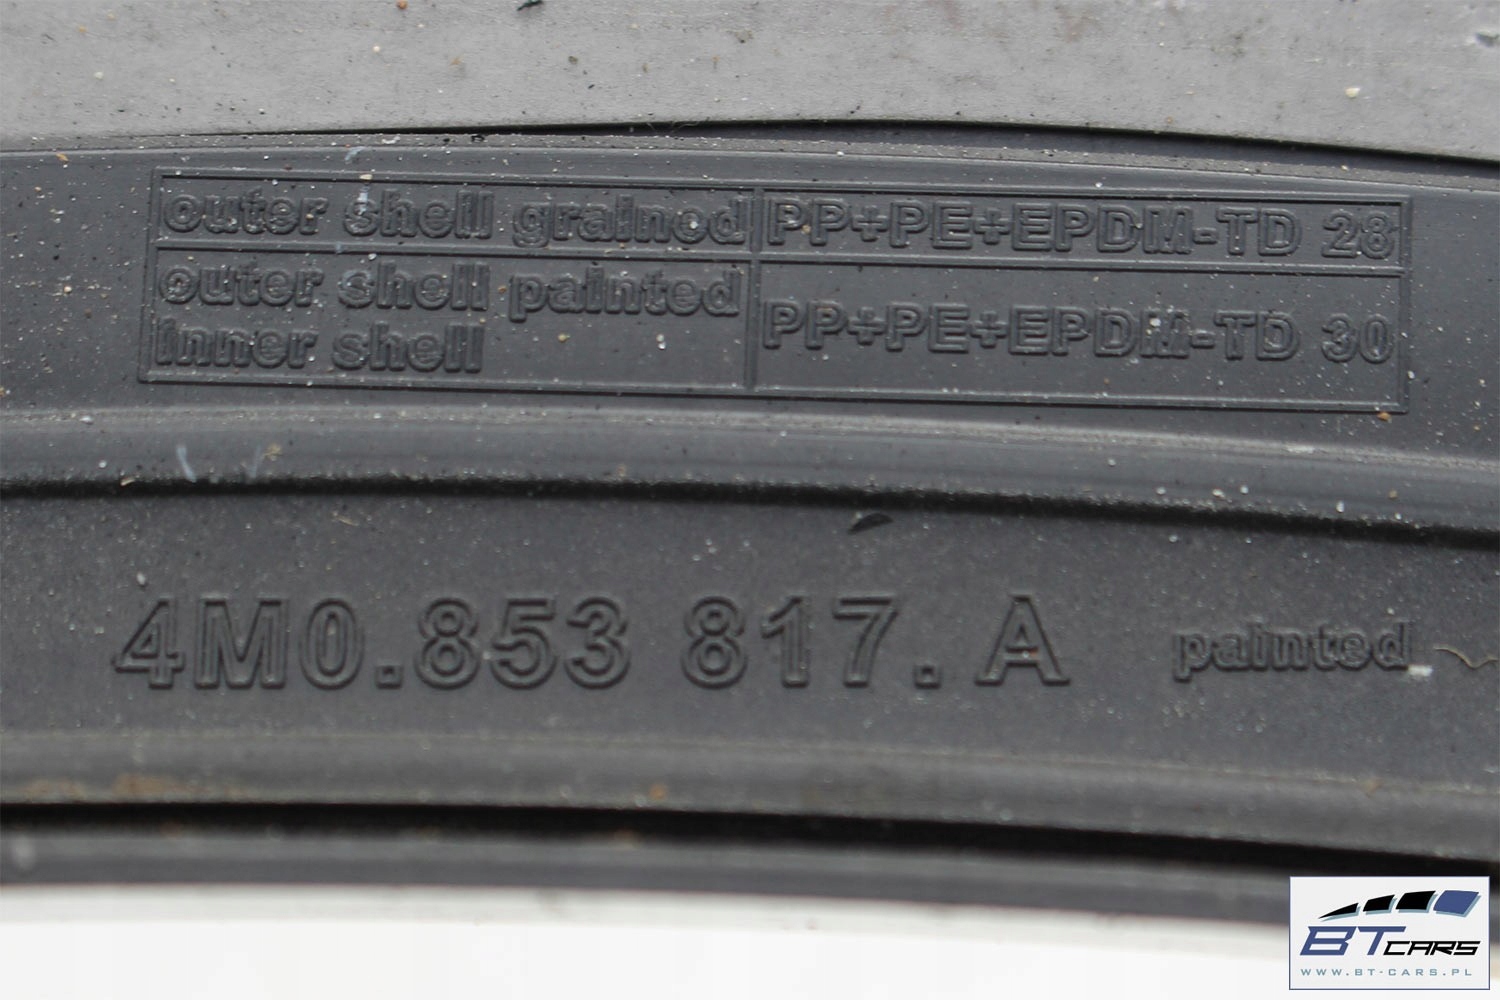 outer shell grained PP+PE+EPDM-TD 28
outer shell painted
inner shell PP+PE+EPDM-TD 30
4M0.853 817.A painted
BTCARS
WWW.BT-CARS.PL